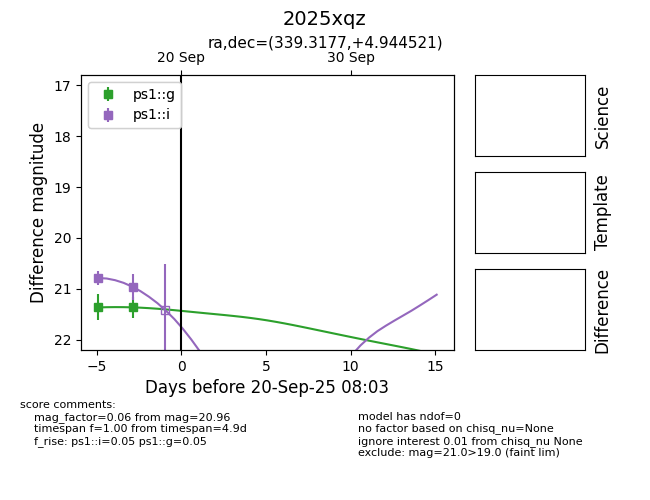 2025xqz
ra,dec=(339.3177,+4.944521)
20 Sep 30 Sep
ps1::g
ps1::i
17
18
19
20
21
22
Difference magnitude
−5 0 5 10 15
Days before 20-Sep-25 08:03
Science
Template
Difference
score comments:
mag_factor=0.06 from mag=20.96
timespan f=1.00 from timespan=4.9d
f_rise: ps1::i=0.05 ps1::g=0.05
model has ndof=0
no factor based on chisq_nu=None
ignore interest 0.01 from chisq_nu None
exclude: mag=21.0>19.0 (faint lim)